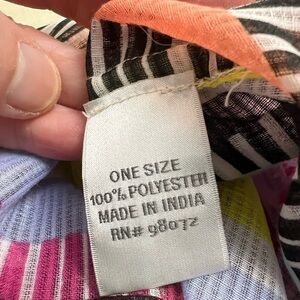 ONE SIZE
100% POLYESTER
MADE IN INDIA
RN# 98072